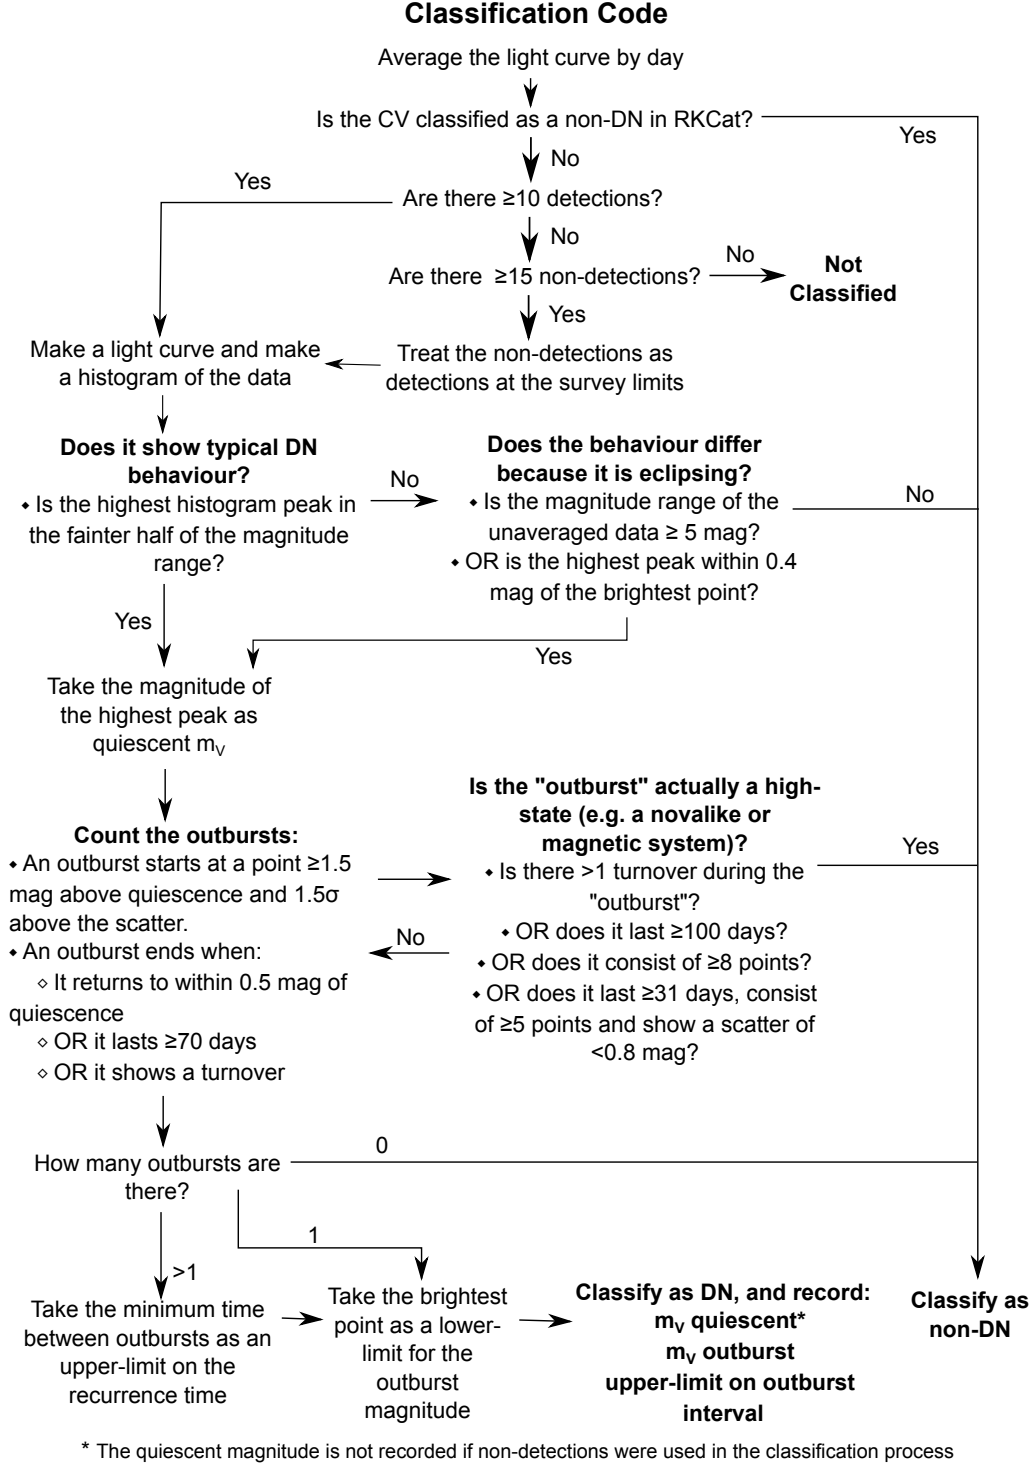 Classification Code
Average the light curve by day
Is the CV classified as a non-DN in RKCat?
Yes
No
Yes
Are there ≥10 detections?
No
Are there ≥15 non-detections?
No
Not
Classified
Yes
Make a light curve and make
a histogram of the data
Treat the non-detections as
detections at the survey limits
Does it show typical DN
behaviour?
⬥ Is the highest histogram peak in
the fainter half of the magnitude
range?
No
Does the behaviour differ
because it is eclipsing?
⬥ Is the magnitude range of the
unaveraged data ≥ 5 mag?
⬥ OR is the highest peak within 0.4
mag of the brightest point?
No
Yes
Yes
Take the magnitude of
the highest peak as
quiescent m_V
Count the outbursts:
⬥ An outburst starts at a point ≥1.5
mag above quiescence and 1.5σ
above the scatter.
⬥ An outburst ends when:
⬦ It returns to within 0.5 mag of
quiescence
⬦ OR it lasts ≥70 days
⬦ OR it shows a turnover
No
Is the "outburst" actually a high-
state (e.g. a novalike or
magnetic system)?
⬥ Is there >1 turnover during the
"outburst"?
⬥ OR does it last ≥100 days?
⬥ OR does it consist of ≥8 points?
⬥ OR does it last ≥31 days, consist
of ≥5 points and show a scatter of
<0.8 mag?
Yes
How many outbursts are
there?
0
1
>1
Take the minimum time
between outbursts as an
upper-limit on the
recurrence time
Take the brightest
point as a lower-
limit for the
outburst
magnitude
Classify as DN, and record:
m_V quiescent*
m_V outburst
upper-limit on outburst
interval
Classify as
non-DN
* The quiescent magnitude is not recorded if non-detections were used in the classification process